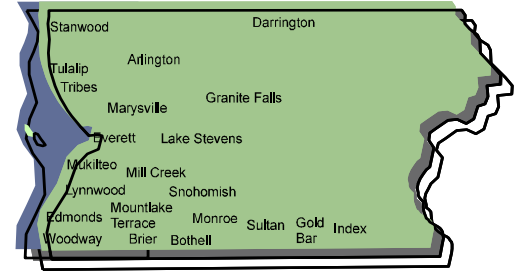 Stanwood
Darrington
Arlington
Tulalip
Tribes
Granite Falls
Marysville
Everett
Lake Stevens
Mukilteo
Mill Creek
Lynnwood
Snohomish
Mountlake
Terrace
Edmonds
Monroe
Sultan
Gold
Bar
Index
Woodway
Brier
Bothell